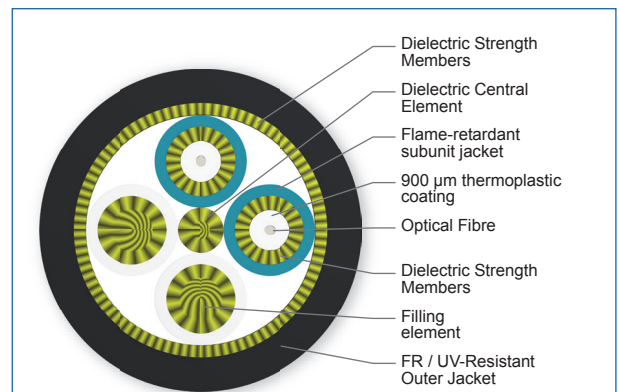 Dielectric Strength
Members
Dielectric Central
Element
Flame-retardant
subunit jacket
900 µm thermoplastic
coating
Optical Fibre
Dielectric Strength
Members
Filling
element
FR / UV-Resistant
Outer Jacket